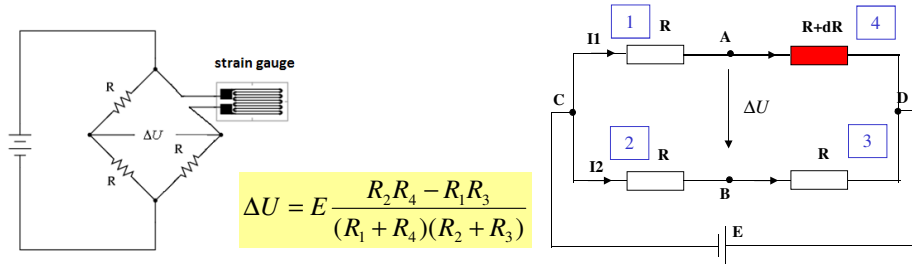 strain gauge
R
ΔU
R
R
ΔU = E (R₂R₄ − R₁R₃) / ((R₁ + R₄)(R₂ + R₃))
1
4
I1
R
A
R+dR
C
ΔU
D
2
3
I2
R
R
B
E